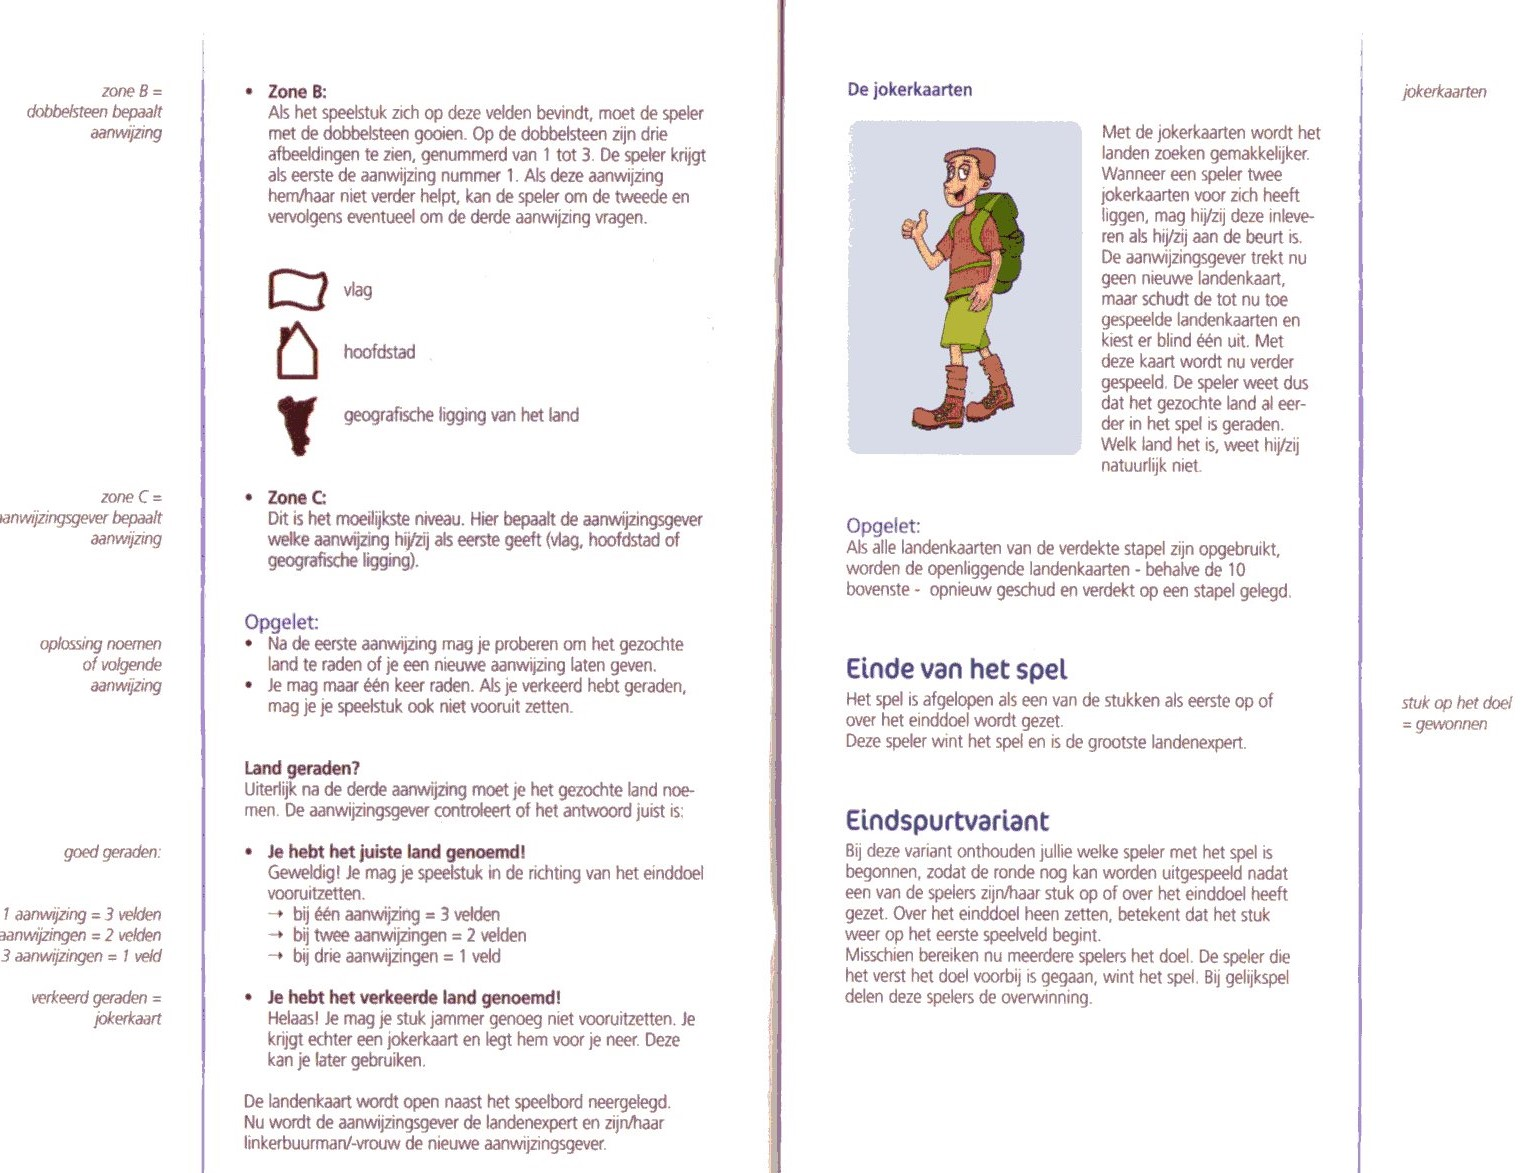 zone B =
dobbelsteen bepaalt
aanwijzing
• Zone B:
Als het speelstuk zich op deze velden bevindt, moet de speler
met de dobbelsteen gooien. Op de dobbelsteen zijn drie
afbeeldingen te zien, genummerd van 1 tot 3. De speler krijgt
als eerste de aanwijzing nummer 1. Als deze aanwijzing
hem/haar niet verder helpt, kan de speler om de tweede en
vervolgens eventueel om de derde aanwijzing vragen.
vlag
hoofdstad
geografische ligging van het land
zone C =
aanwijzingsgever bepaalt
aanwijzing
• Zone C:
Dit is het moeilijkste niveau. Hier bepaalt de aanwijzingsgever
welke aanwijzing hij/zij als eerste geeft (vlag, hoofdstad of
geografische ligging).
Opgelet:
oplossing noemen
of volgende
aanwijzing
• Na de eerste aanwijzing mag je proberen om het gezochte
land te raden of je een nieuwe aanwijzing laten geven.
• Je mag maar één keer raden. Als je verkeerd hebt geraden,
mag je je speelstuk ook niet vooruit zetten.
Land geraden?
Uiterlijk na de derde aanwijzing moet je het gezochte land noe-
men. De aanwijzingsgever controleert of het antwoord juist is:
goed geraden:
• Je hebt het juiste land genoemd!
Geweldig! Je mag je speelstuk in de richting van het einddoel
vooruitzetten.
1 aanwijzing = 3 velden
aanwijzingen = 2 velden
3 aanwijzingen = 1 veld
→ bij één aanwijzing = 3 velden
→ bij twee aanwijzingen = 2 velden
→ bij drie aanwijzingen = 1 veld
verkeerd geraden =
jokerkaart
• Je hebt het verkeerde land genoemd!
Helaas! Je mag je stuk jammer genoeg niet vooruitzetten. Je
krijgt echter een jokerkaart en legt hem voor je neer. Deze
kan je later gebruiken.
De landenkaart wordt open naast het speelbord neergelegd.
Nu wordt de aanwijzingsgever de landenexpert en zijn/haar
linkerbuurman/-vrouw de nieuwe aanwijzingsgever.
De jokerkaarten
jokerkaarten
Met de jokerkaarten wordt het
landen zoeken gemakkelijker.
Wanneer een speler twee
jokerkaarten voor zich heeft
liggen, mag hij/zij deze inleve-
ren als hij/zij aan de beurt is.
De aanwijzingsgever trekt nu
geen nieuwe landenkaart,
maar schudt de tot nu toe
gespeelde landenkaarten en
kiest er blind één uit. Met
deze kaart wordt nu verder
gespeeld. De speler weet dus
dat het gezochte land al eer-
der in het spel is geraden.
Welk land het is, weet hij/zij
natuurlijk niet.
Opgelet:
Als alle landenkaarten van de verdekte stapel zijn opgebruikt,
worden de openliggende landenkaarten - behalve de 10
bovenste - opnieuw geschud en verdekt op een stapel gelegd.
Einde van het spel
Het spel is afgelopen als een van de stukken als eerste op of
over het einddoel wordt gezet.
Deze speler wint het spel en is de grootste landenexpert.
stuk op het doel
= gewonnen
Eindspurtvariant
Bij deze variant onthouden jullie welke speler met het spel is
begonnen, zodat de ronde nog kan worden uitgespeeld nadat
een van de spelers zijn/haar stuk op of over het einddoel heeft
gezet. Over het einddoel heen zetten, betekent dat het stuk
weer op het eerste speelveld begint.
Misschien bereiken nu meerdere spelers het doel. De speler die
het verst het doel voorbij is gegaan, wint het spel. Bij gelijkspel
delen deze spelers de overwinning.